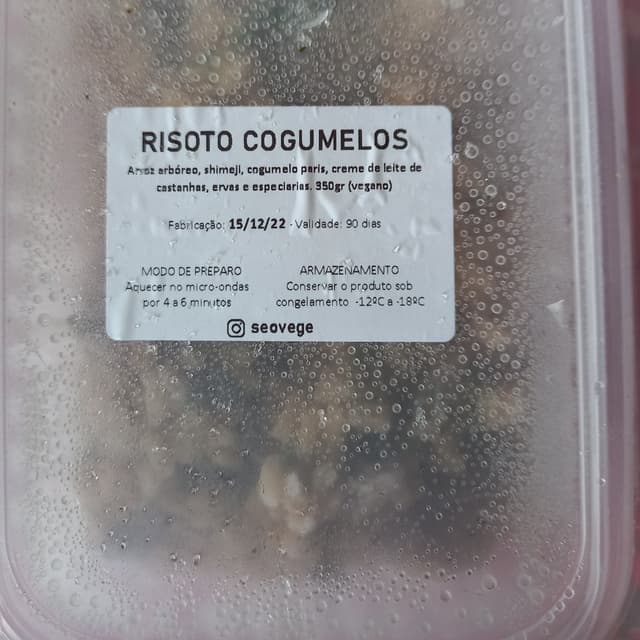 RISOTO COGUMELOS
Arroz arbóreo, shimeji, cogumelo paris, creme de leite de
castanhas, ervas e especiarias. 350gr (vegano)
Fabricação: 15/12/22 - Validade: 90 dias
MODO DE PREPARO
Aquecer no micro-ondas
por 4 a 6 minutos
ARMAZENAMENTO
Conservar o produto sob
congelamento -12ºC a -18ºC
seovege